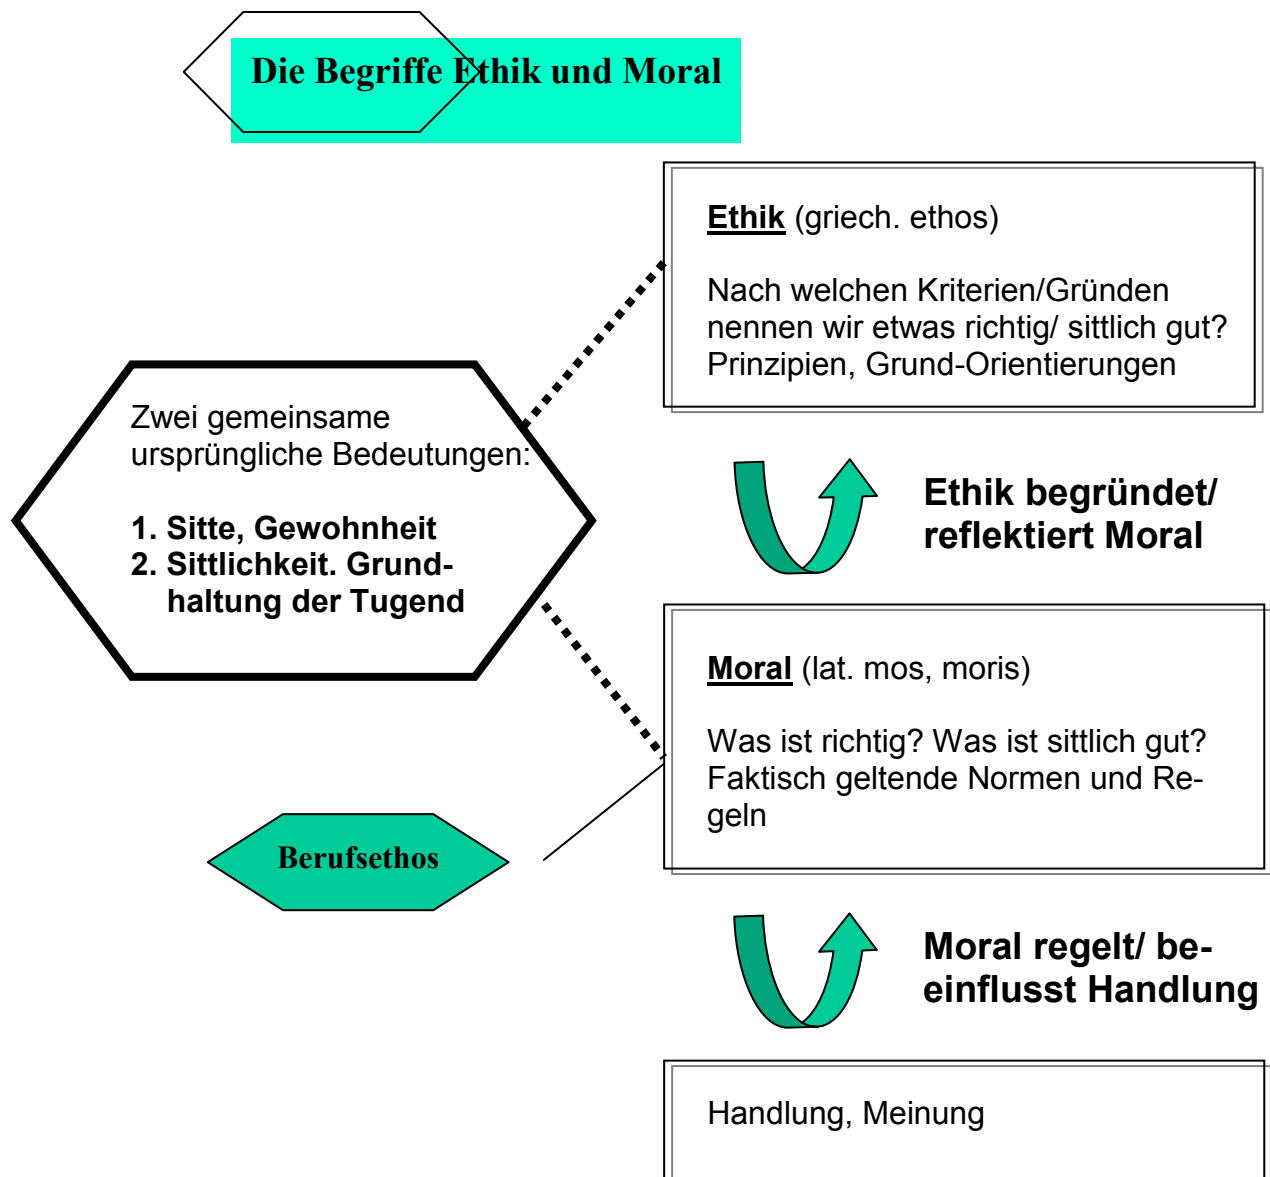 Die Begriffe Ethik und Moral
Ethik (griech. ethos)
Nach welchen Kriterien/Gründen
nennen wir etwas richtig/ sittlich gut?
Prinzipien, Grund-Orientierungen
Zwei gemeinsame
ursprüngliche Bedeutungen:
1. Sitte, Gewohnheit
2. Sittlichkeit. Grund-
haltung der Tugend
Ethik begründet/
reflektiert Moral
Moral (lat. mos, moris)
Was ist richtig? Was ist sittlich gut?
Faktisch geltende Normen und Re-
geln
Berufsethos
Moral regelt/ be-
einflusst Handlung
Handlung, Meinung